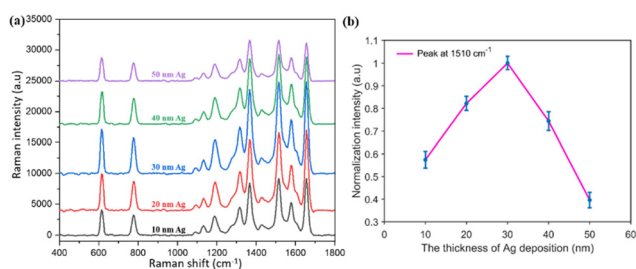 (a)
35000
30000
25000
20000
15000
10000
5000
0
Raman intensity (a.u)
50 nm Ag
40 nm Ag
30 nm Ag
20 nm Ag
10 nm Ag
400 600 800 1000 1200 1400 1600 1800
Raman shift (cm-1)
(b)
1.1
1
0.9
0.8
0.7
0.6
0.5
0.4
0.3
Normalization intensity (a.u)
Peak at 1510 cm-1
0 10 20 30 40 50 60
The thickness of Ag deposition (nm)